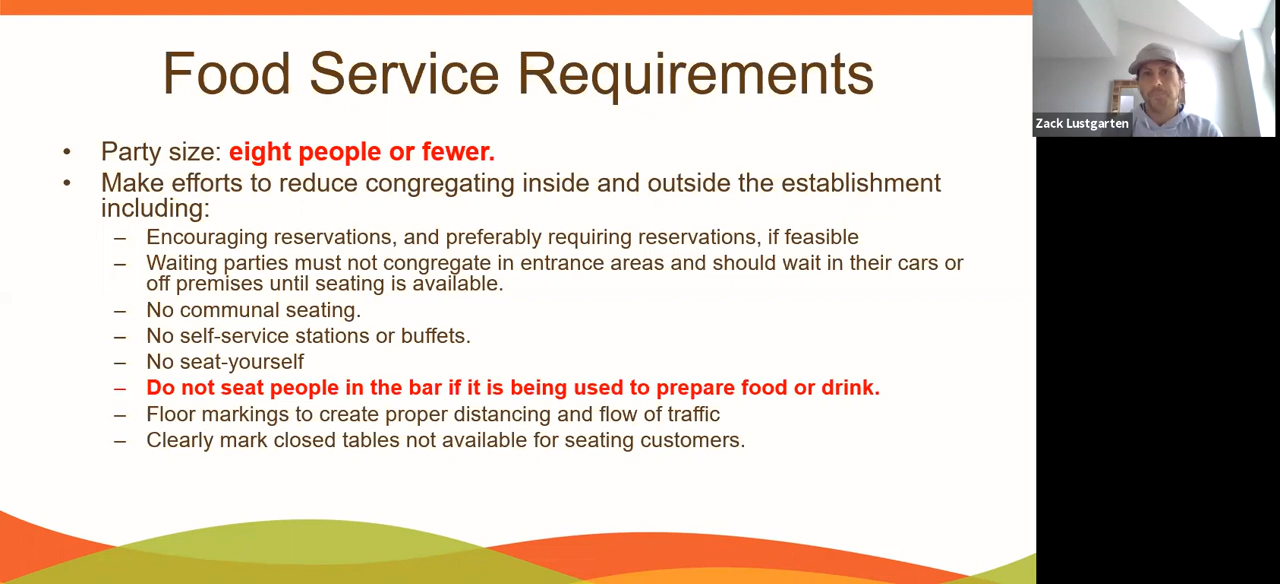 Food Service Requirements
Zack Lustgarten
• Party size: eight people or fewer.
• Make efforts to reduce congregating inside and outside the establishment
including:
– Encouraging reservations, and preferably requiring reservations, if feasible
– Waiting parties must not congregate in entrance areas and should wait in their cars or
off premises until seating is available.
– No communal seating.
– No self-service stations or buffets.
– No seat-yourself
– Do not seat people in the bar if it is being used to prepare food or drink.
– Floor markings to create proper distancing and flow of traffic
– Clearly mark closed tables not available for seating customers.